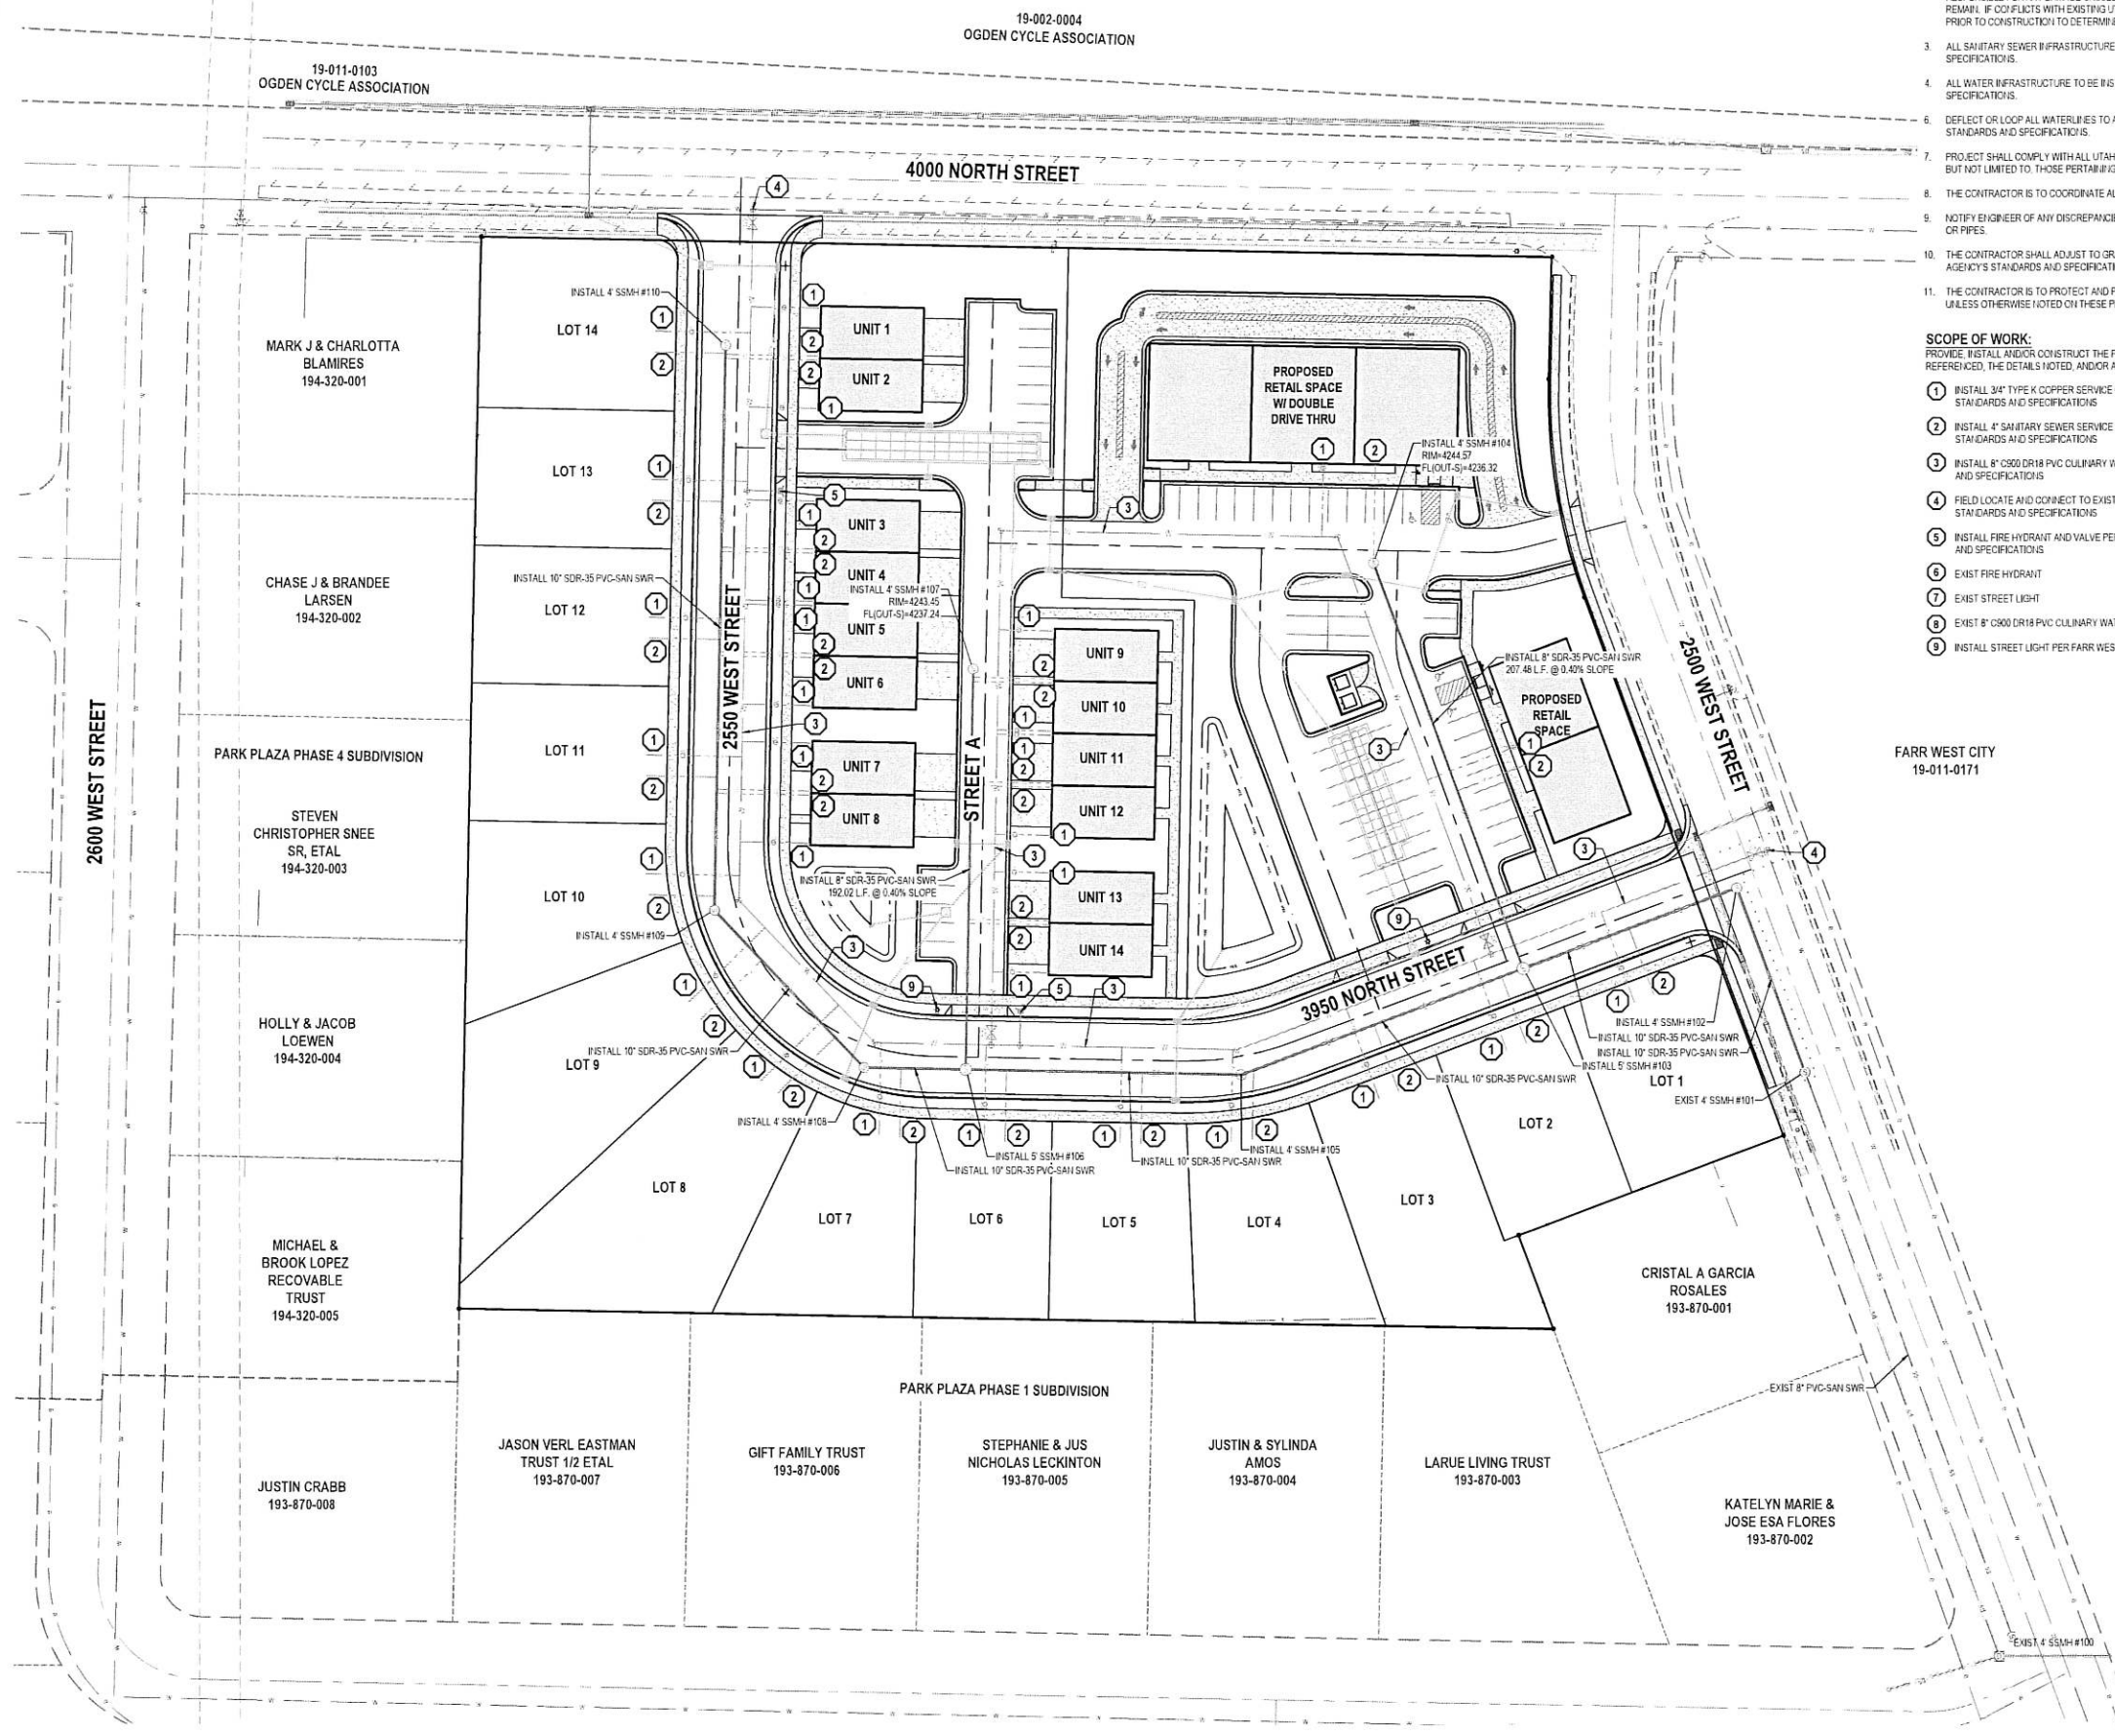 19-002-0004
OGDEN CYCLE ASSOCIATION
19-011-0103
OGDEN CYCLE ASSOCIATION
4000 NORTH STREET
REMAIN. IF CONFLICTS WITH EXISTING
PRIOR TO CONSTRUCTION TO
3. ALL SANITARY SEWER INFRASTRUCTURE
SPECIFICATIONS.
4. ALL WATER INFRASTRUCTURE TO BE
SPECIFICATIONS.
6. DEFLECT OR LOOP ALL WATERLINES TO
STANDARDS AND SPECIFICATIONS.
7. PROJECT SHALL COMPLY WITH ALL UTAH
BUT NOT LIMITED TO, THOSE PERTAINING
8. THE CONTRACTOR IS TO COORDINATE
9. NOTIFY ENGINEER OF ANY
OR PIPES.
10. THE CONTRACTOR SHALL ADJUST TO
AGENCY'S STANDARDS AND
11. THE CONTRACTOR IS TO PROTECT AND
UNLESS OTHERWISE NOTED ON THESE
SCOPE OF WORK:
PROVIDE, INSTALL AND/OR CONSTRUCT THE
REFERENCED, THE DETAILS NOTED, AND/OR
1 INSTALL 3/4" TYPE K COPPER SERVICE
STANDARDS AND SPECIFICATIONS
2 INSTALL 4" SANITARY SEWER SERVICE
STANDARDS AND SPECIFICATIONS
3 INSTALL 8" C900 DR18 PVC CULINARY
AND SPECIFICATIONS
4 FIELD LOCATE AND CONNECT TO
STANDARDS AND SPECIFICATIONS
5 INSTALL FIRE HYDRANT AND VALVE
AND SPECIFICATIONS
6 EXIST FIRE HYDRANT
7 EXIST STREET LIGHT
8 EXIST 8" C900 DR18 PVC CULINARY
9 INSTALL STREET LIGHT PER FARR
MARK J & CHARLOTTA
BLAMIRES
194-320-001
CHASE J & BRANDEE
LARSEN
194-320-002
PARK PLAZA PHASE 4 SUBDIVISION
STEVEN
CHRISTOPHER SNEE
SR, ETAL
194-320-003
HOLLY & JACOB
LOEWEN
194-320-004
MICHAEL &
BROOK LOPEZ
RECOVABLE
TRUST
194-320-005
JUSTIN CRABB
193-870-008
2600 WEST STREET
LOT 14
LOT 13
LOT 12
LOT 11
LOT 10
LOT 9
LOT 8
LOT 7
LOT 6
LOT 5
LOT 4
LOT 3
LOT 2
LOT 1
INSTALL 4' SSMH #110
INSTALL 10" SDR-35 PVC-SAN SWR
2550 WEST STREET
INSTALL 4' SSMH #109
INSTALL 10" SDR-35 PVC-SAN SWR
INSTALL 4' SSMH #108
UNIT 1
UNIT 2
UNIT 3
UNIT 4
INSTALL 4' SSMH #107
RIM=4243.45
FL(OUT-S)=4237.24
UNIT 5
UNIT 6
UNIT 7
UNIT 8
INSTALL 8" SDR-35 PVC-SAN SWR
192.02 L.F. @ 0.40% SLOPE
STREET A
UNIT 9
UNIT 10
UNIT 11
UNIT 12
UNIT 13
UNIT 14
PROPOSED
RETAIL SPACE
W/ DOUBLE
DRIVE THRU
INSTALL 4' SSMH #104
RIM=4244.57
FL(OUT-S)=4236.32
INSTALL 8" SDR-35 PVC-SAN SWR
207.48 L.F. @ 0.40% SLOPE
PROPOSED
RETAIL
SPACE
2500 WEST STREET
FARR WEST CITY
19-011-0171
3950 NORTH STREET
INSTALL 4' SSMH #102
INSTALL 10" SDR-35 PVC-SAN SWR
INSTALL 10" SDR-35 PVC-SAN SWR
INSTALL 5' SSMH #103
INSTALL 10" SDR-35 PVC-SAN SWR
EXIST 4' SSMH #101
INSTALL 4' SSMH #105
INSTALL 10" SDR-35 PVC-SAN SWR
INSTALL 5' SSMH #106
INSTALL 10" SDR-35 PVC-SAN SWR
CRISTAL A GARCIA
ROSALES
193-870-001
EXIST 8" PVC-SAN SWR
PARK PLAZA PHASE 1 SUBDIVISION
JASON VERL EASTMAN
TRUST 1/2 ETAL
193-870-007
GIFT FAMILY TRUST
193-870-006
STEPHANIE & JUS
NICHOLAS LECKINTON
193-870-005
JUSTIN & SYLINDA
AMOS
193-870-004
LARUE LIVING TRUST
193-870-003
KATELYN MARIE &
JOSE ESA FLORES
193-870-002
EXIST 4' SSMH #100